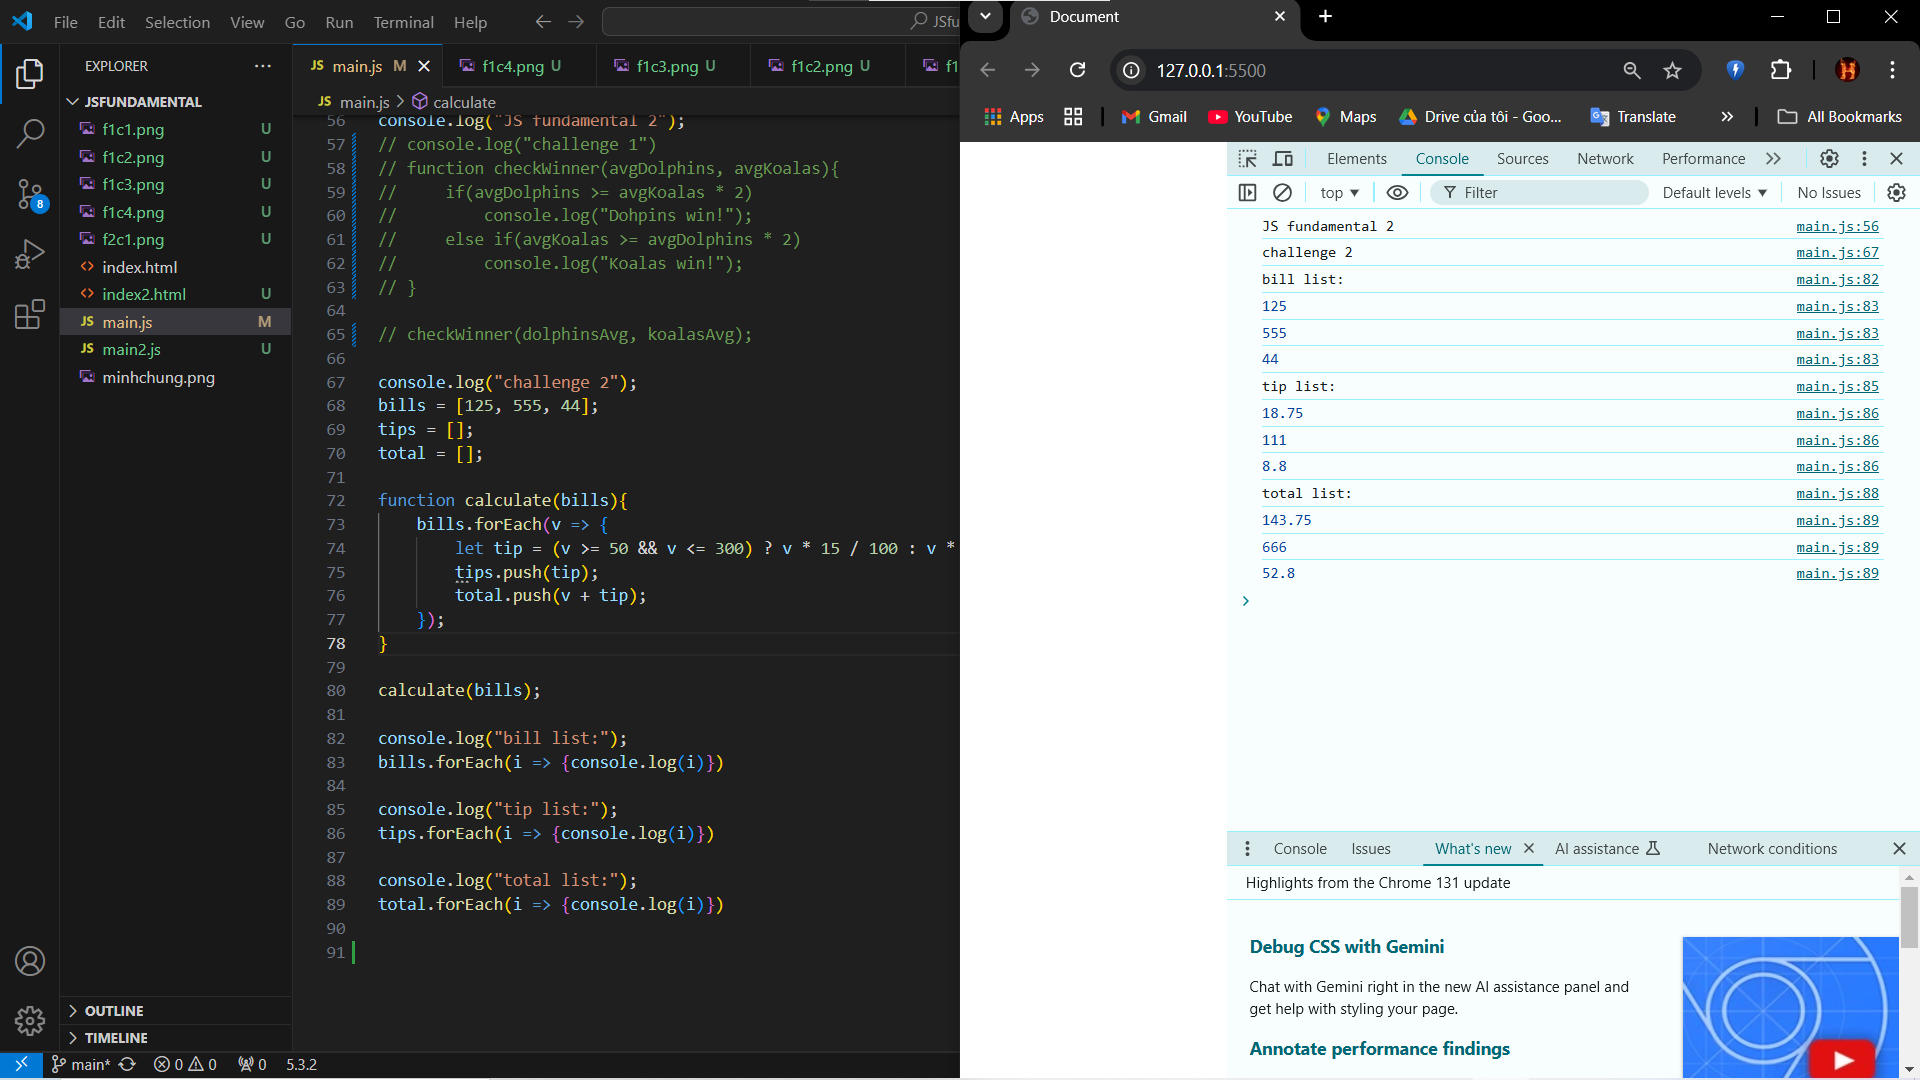 File Edit Selection View Go Run Terminal Help JSfu
EXPLORER
JSFUNDAMENTAL
f1c1.png U
f1c2.png U
f1c3.png U
f1c4.png U
f2c1.png U
index.html
index2.html U
JS main.js M
JS main2.js U
minhchung.png
OUTLINE
TIMELINE
8
JS main.js M f1c4.png U f1c3.png U f1c2.png U f1
JS main.js > calculate
56 console.log("JS fundamental 2");
57 // console.log("challenge 1")
58 // function checkWinner(avgDolphins, avgKoalas){
59 // if(avgDolphins >= avgKoalas * 2)
60 // console.log("Dohpins win!");
61 // else if(avgKoalas >= avgDolphins * 2)
62 // console.log("Koalas win!");
63 // }
64
65 // checkWinner(dolphinsAvg, koalasAvg);
66
67 console.log("challenge 2");
68 bills = [125, 555, 44];
69 tips = [];
70 total = [];
71
72 function calculate(bills){
73 bills.forEach(v => {
74 let tip = (v >= 50 && v <= 300) ? v * 15 / 100 : v *
75 tips.push(tip);
76 total.push(v + tip);
77 });
78 }
79
80 calculate(bills);
81
82 console.log("bill list:");
83 bills.forEach(i => {console.log(i)})
84
85 console.log("tip list:");
86 tips.forEach(i => {console.log(i)})
87
88 console.log("total list:");
89 total.forEach(i => {console.log(i)})
90
91
main* 0 0 0 5.3.2
Document
127.0.0.1:5500
Apps Gmail YouTube Maps Drive của tôi - Goo... Translate All Bookmarks
Elements Console Sources Network Performance
top Filter Default levels No Issues
JS fundamental 2 main.js:56
challenge 2 main.js:67
bill list: main.js:82
125 main.js:83
555 main.js:83
44 main.js:83
tip list: main.js:85
18.75 main.js:86
111 main.js:86
8.8 main.js:86
total list: main.js:88
143.75 main.js:89
666 main.js:89
52.8 main.js:89
Console Issues What's new AI assistance Network conditions
Highlights from the Chrome 131 update
Debug CSS with Gemini
Chat with Gemini right in the new AI assistance panel and
get help with styling your page.
Annotate performance findings